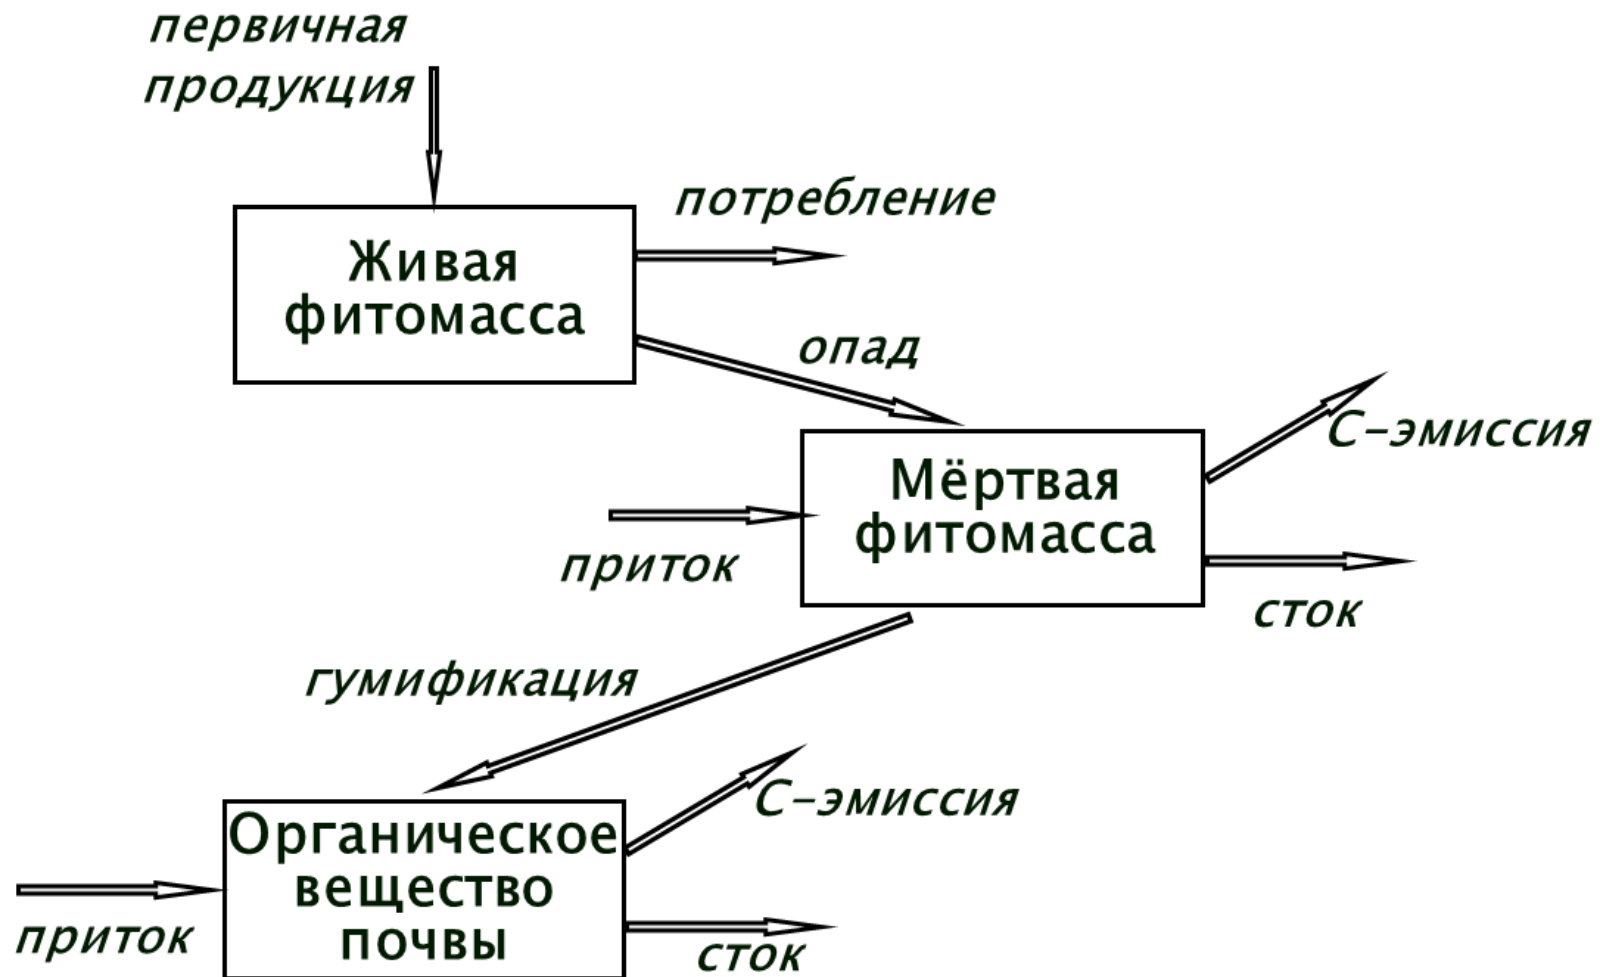 первичная
продукция
потребление
Живая
фитомасса
опад
С-эмиссия
Мёртвая
фитомасса
приток
сток
гумификация
С-эмиссия
Органическое
вещество
почвы
приток
сток